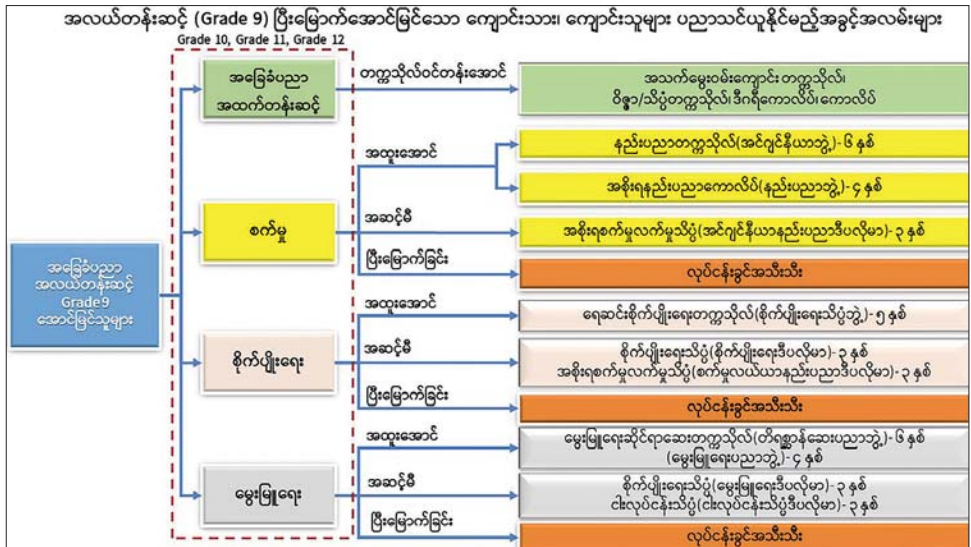 အလယ်တန်းဆင့် (Grade 9) ပြီးမြောက်အောင်မြင်သော ကျောင်းသား၊ ကျောင်းသူများ ပညာသင်ယူနိုင်မည့်အခွင့်အလမ်းများ
Grade 10, Grade 11, Grade 12
အခြေခံပညာ
အလယ်တန်းဆင့်
Grade 9
အောင်မြင်သူများ
အခြေခံပညာ
အထက်တန်းဆင့်
တက္ကသိုလ်ဝင်တန်းအောင်
အသက်မွေးဝမ်းကျောင်း တက္ကသိုလ်၊
ဝိဇ္ဇာ/သိပ္ပံတက္ကသိုလ်၊ ဒီဂရီကောလိပ်၊ ကောလိပ်
စက်မှု
အထူးအောင်
နည်းပညာတက္ကသိုလ်(အင်ဂျင်နီယာဘွဲ့)- ၆ နှစ်
အစိုးရနည်းပညာကောလိပ်(နည်းပညာဘွဲ့)- ၄ နှစ်
အဆင့်မီ
အစိုးရစက်မှုလက်မှုသိပ္ပံ(အင်ဂျင်နီယာနည်းပညာဒီပလိုမာ)- ၃ နှစ်
ပြီးမြောက်ခြင်း
လုပ်ငန်းခွင်အသီးသီး
စိုက်ပျိုးရေး
အထူးအောင်
ရေဆင်းစိုက်ပျိုးရေးတက္ကသိုလ်(စိုက်ပျိုးရေးသိပ္ပံဘွဲ့)- ၅ နှစ်
အဆင့်မီ
စိုက်ပျိုးရေးသိပ္ပံ(စိုက်ပျိုးရေးဒီပလိုမာ)- ၃ နှစ်
အစိုးရစက်မှုလက်မှုသိပ္ပံ(စက်မှုလယ်ယာနည်းပညာဒီပလိုမာ)- ၃ နှစ်
ပြီးမြောက်ခြင်း
လုပ်ငန်းခွင်အသီးသီး
မွေးမြူရေး
အထူးအောင်
မွေးမြူရေးဆိုင်ရာဆေးတက္ကသိုလ်(တိရစ္ဆာန်ဆေးပညာဘွဲ့)- ၆ နှစ်
(မွေးမြူရေးပညာဘွဲ့)- ၄ နှစ်
အဆင့်မီ
စိုက်ပျိုးရေးသိပ္ပံ(မွေးမြူရေးဒီပလိုမာ)- ၃ နှစ်
ငါးလုပ်ငန်းသိပ္ပံ(ငါးလုပ်ငန်းသိပ္ပံဒီပလိုမာ)- ၃ နှစ်
ပြီးမြောက်ခြင်း
လုပ်ငန်းခွင်အသီးသီး